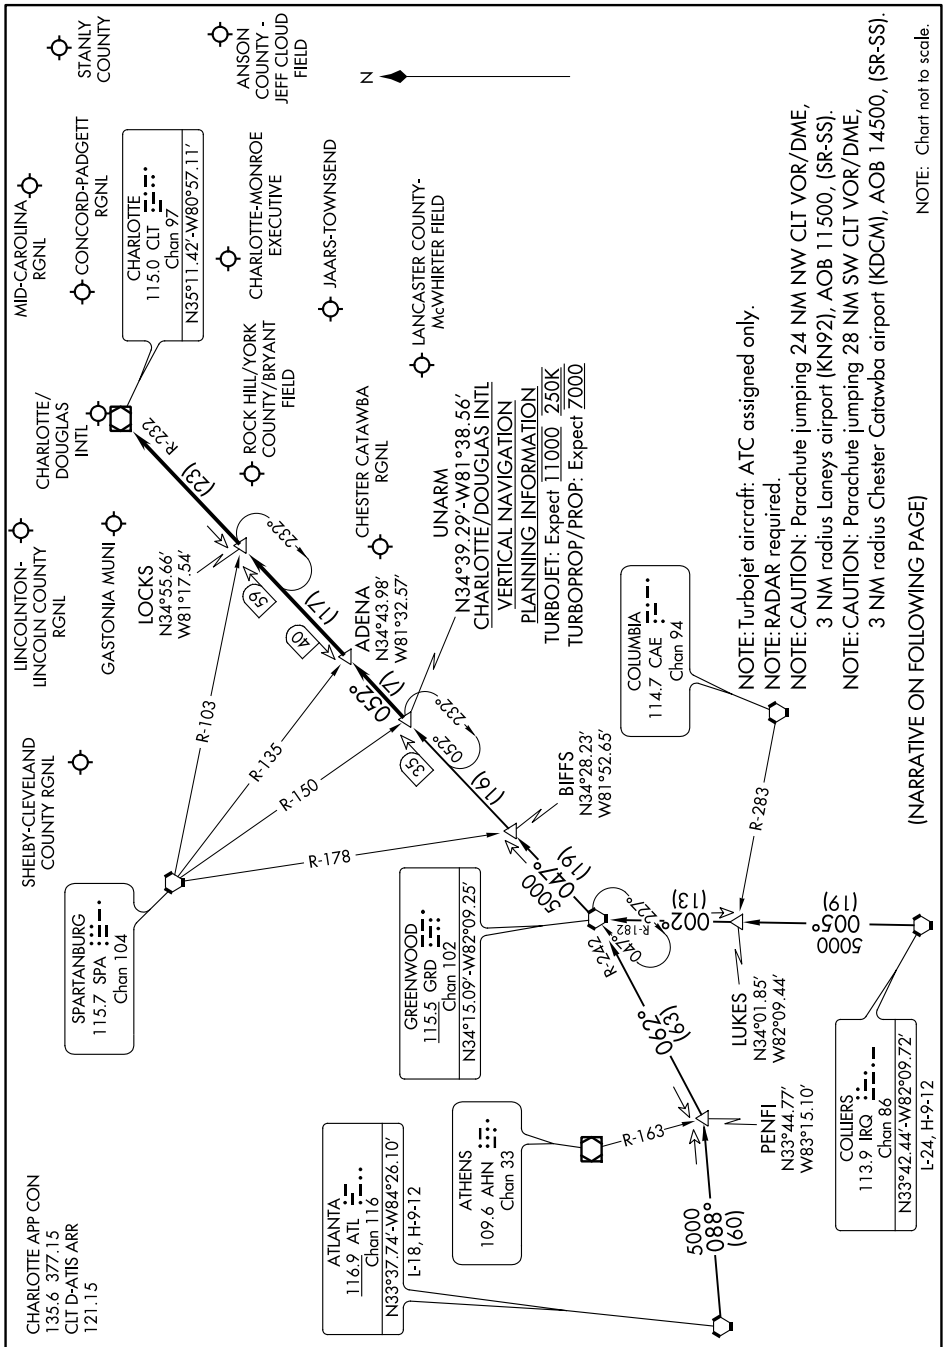 CHARLOTTE APP CON
135.6 377.15
CLT D-ATIS ARR
121.15
SHELBY-CLEVELAND
COUNTY RGNL
LINCOLNTON-
LINCOLN COUNTY
RGNL
GASTONIA MUNI
CHARLOTTE/
DOUGLAS
INTL
MID-CAROLINA
RGNL
CONCORD-PADGETT
RGNL
STANLY
COUNTY
ANSON
COUNTY -
JEFF CLOUD
FIELD
CHARLOTTE
115.0 CLT
Chan 97
N35°11.42'-W80°57.11'
CHARLOTTE-MONROE
EXECUTIVE
JAARS-TOWNSEND
LANCASTER COUNTY-
McWHIRTER FIELD
ROCK HILL/YORK
COUNTY/BRYANT
FIELD
CHESTER CATAWBA
RGNL
N
R-232
(23)
LOCKS
N34°55.66'
W81°17.54'
232°
59
(17)
40
ADENA
N34°43.98'
W81°32.57'
052°
(7)
UNARM
N34°39.29'-W81°38.56'
CHARLOTTE/DOUGLAS INTL
VERTICAL NAVIGATION
PLANNING INFORMATION
TURBOJET: Expect 11000 250K
TURBOPROP/PROP: Expect 7000
232°
052°
35
(16)
R-103
R-135
R-150
R-178
SPARTANBURG
115.7 SPA
Chan 104
BIFFS
N34°28.23'
W81°52.65'
5000
047°
(19)
GREENWOOD
115.5 GRD
Chan 102
N34°15.09'-W82°09.25'
R-242
R-182
227°
047°
062°
(63)
002°
(13)
R-283
COLUMBIA
114.7 CAE
Chan 94
LUKES
N34°01.85'
W82°09.44'
5000
005°
(19)
COLLIERS
113.9 IRQ
Chan 86
N33°42.44'-W82°09.72'
L-24, H-9-12
ATHENS
109.6 AHN
Chan 33
R-163
PENFI
N33°44.77'
W83°15.10'
ATLANTA
116.9 ATL
Chan 116
N33°37.74'-W84°26.10'
L-18, H-9-12
5000
088°
(60)
NOTE: Turbojet aircraft: ATC assigned only.
NOTE: RADAR required.
NOTE: CAUTION: Parachute jumping 24 NM NW CLT VOR/DME,
3 NM radius Laneys airport (KN92), AOB 11500, (SR-SS).
NOTE: CAUTION: Parachute jumping 28 NM SW CLT VOR/DME,
3 NM radius Chester Catawba airport (KDCM), AOB 14500, (SR-SS).
(NARRATIVE ON FOLLOWING PAGE)
NOTE: Chart not to scale.